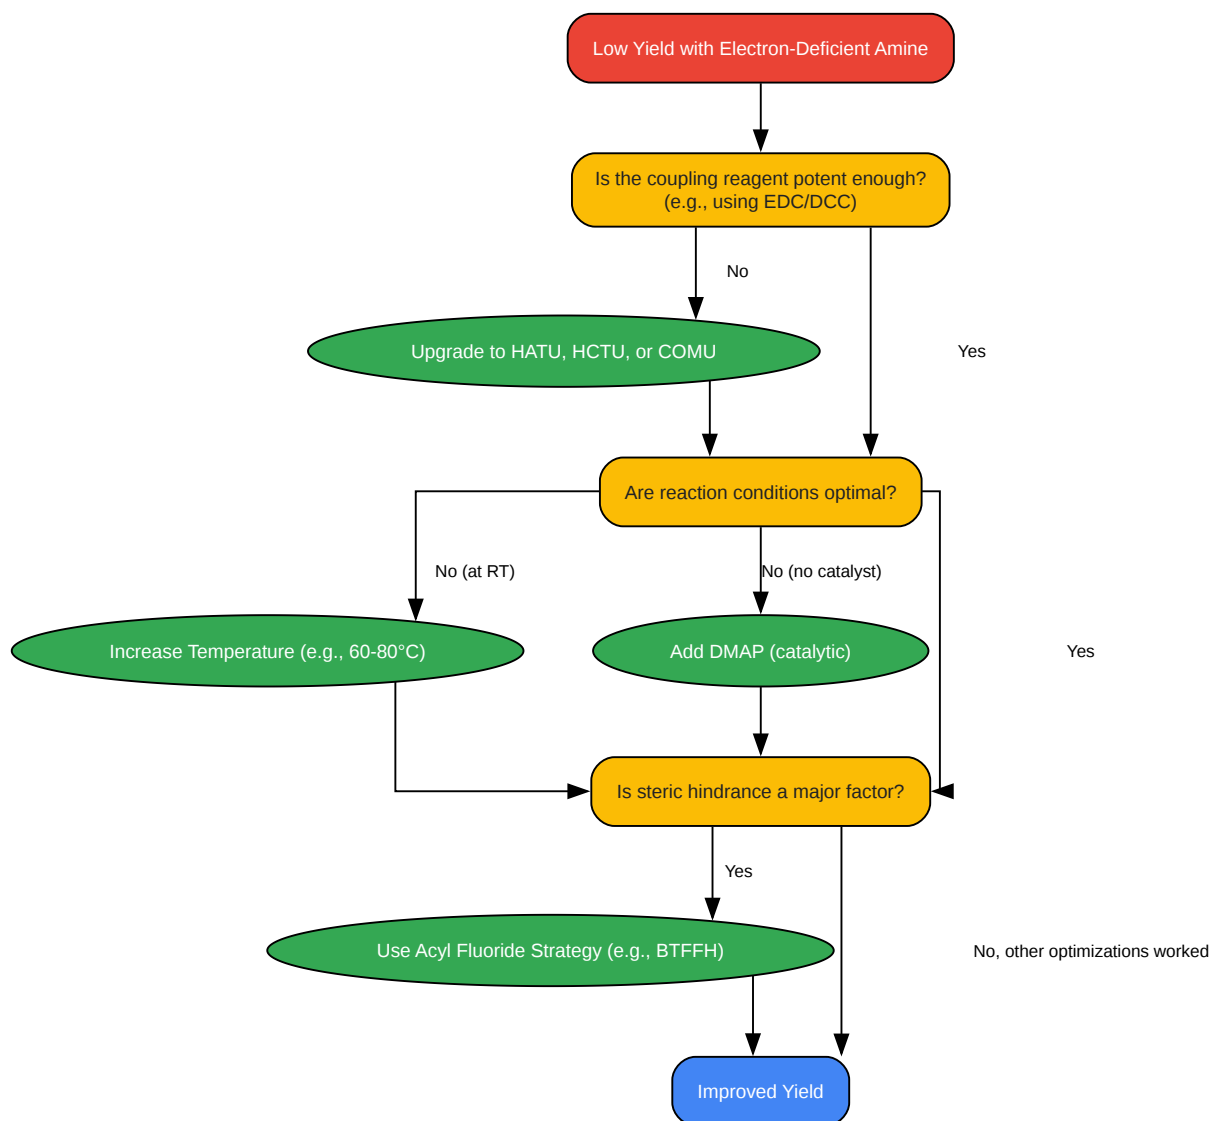 Low Yield with Electron-Deficient Amine
Is the coupling reagent potent enough?
(e.g., using EDC/DCC)
No
Upgrade to HATU, HCTU, or COMU
Yes
Are reaction conditions optimal?
No (at RT)
No (no catalyst)
Increase Temperature (e.g., 60-80°C)
Add DMAP (catalytic)
Yes
Is steric hindrance a major factor?
Yes
Use Acyl Fluoride Strategy (e.g., BTFFH)
No, other optimizations worked
Improved Yield